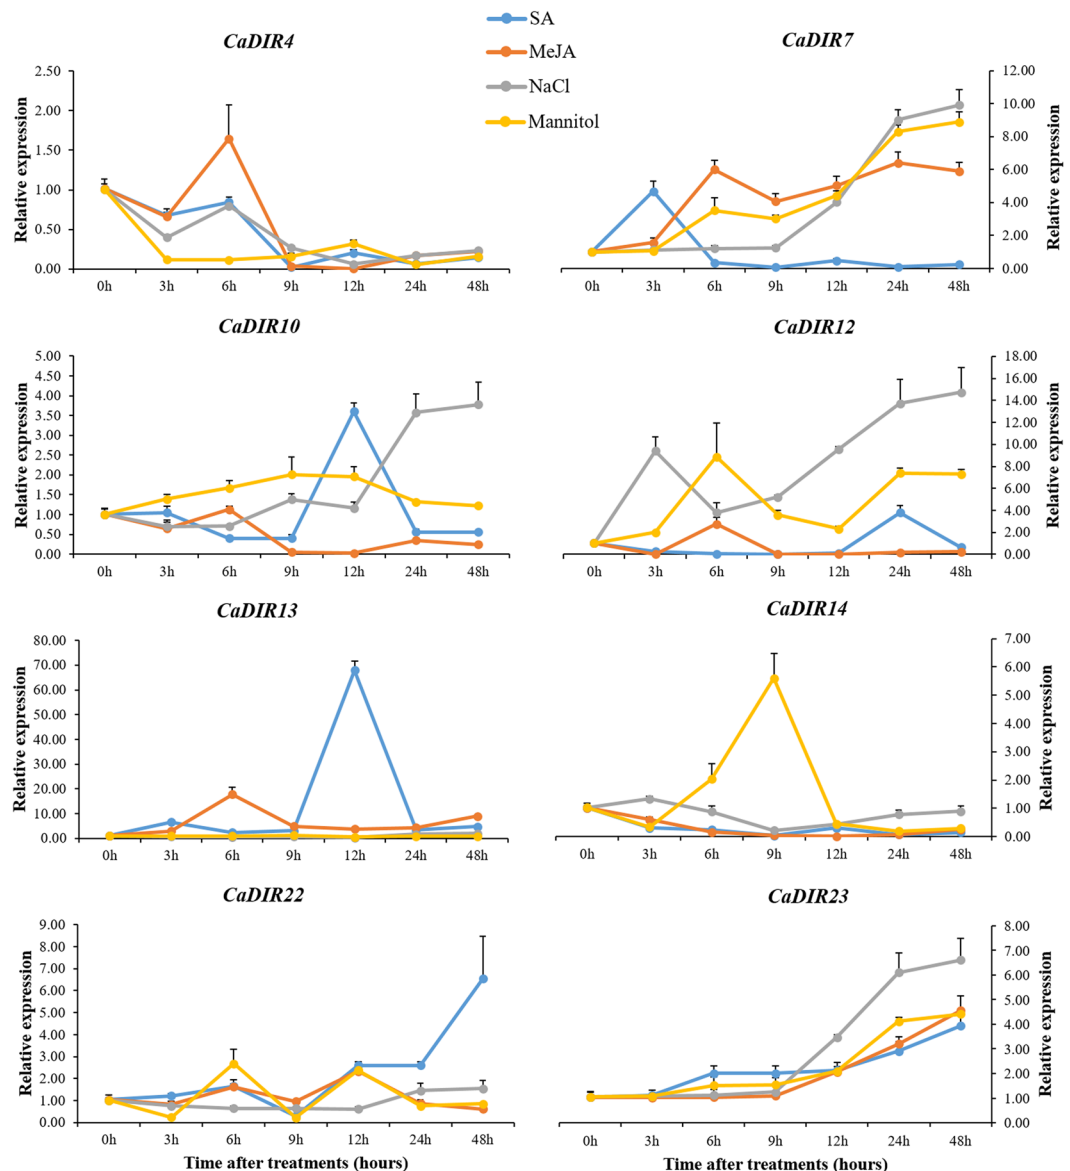 SA
MeJA
NaCl
Mannitol
CaDIR4
Relative expression
2.50
2.00
1.50
1.00
0.50
0.00
0h 3h 6h 9h 12h 24h 48h
CaDIR7
12.00
10.00
8.00
6.00
4.00
2.00
0.00
Relative expression
0h 3h 6h 9h 12h 24h 48h
CaDIR10
Relative expression
5.00
4.50
4.00
3.50
3.00
2.50
2.00
1.50
1.00
0.50
0.00
0h 3h 6h 9h 12h 24h 48h
CaDIR12
18.00
16.00
14.00
12.00
10.00
8.00
6.00
4.00
2.00
0.00
Relative expression
0h 3h 6h 9h 12h 24h 48h
CaDIR13
Relative expression
80.00
70.00
60.00
50.00
40.00
30.00
20.00
10.00
0.00
0h 3h 6h 9h 12h 24h 48h
CaDIR14
7.00
6.00
5.00
4.00
3.00
2.00
1.00
0.00
Relative expression
0h 3h 6h 9h 12h 24h 48h
CaDIR22
Relative expression
9.00
8.00
7.00
6.00
5.00
4.00
3.00
2.00
1.00
0.00
0h 3h 6h 9h 12h 24h 48h
Time after treatments (hours)
CaDIR23
8.00
7.00
6.00
5.00
4.00
3.00
2.00
1.00
0.00
Relative expression
0h 3h 6h 9h 12h 24h 48h
Time after treatments (hours)